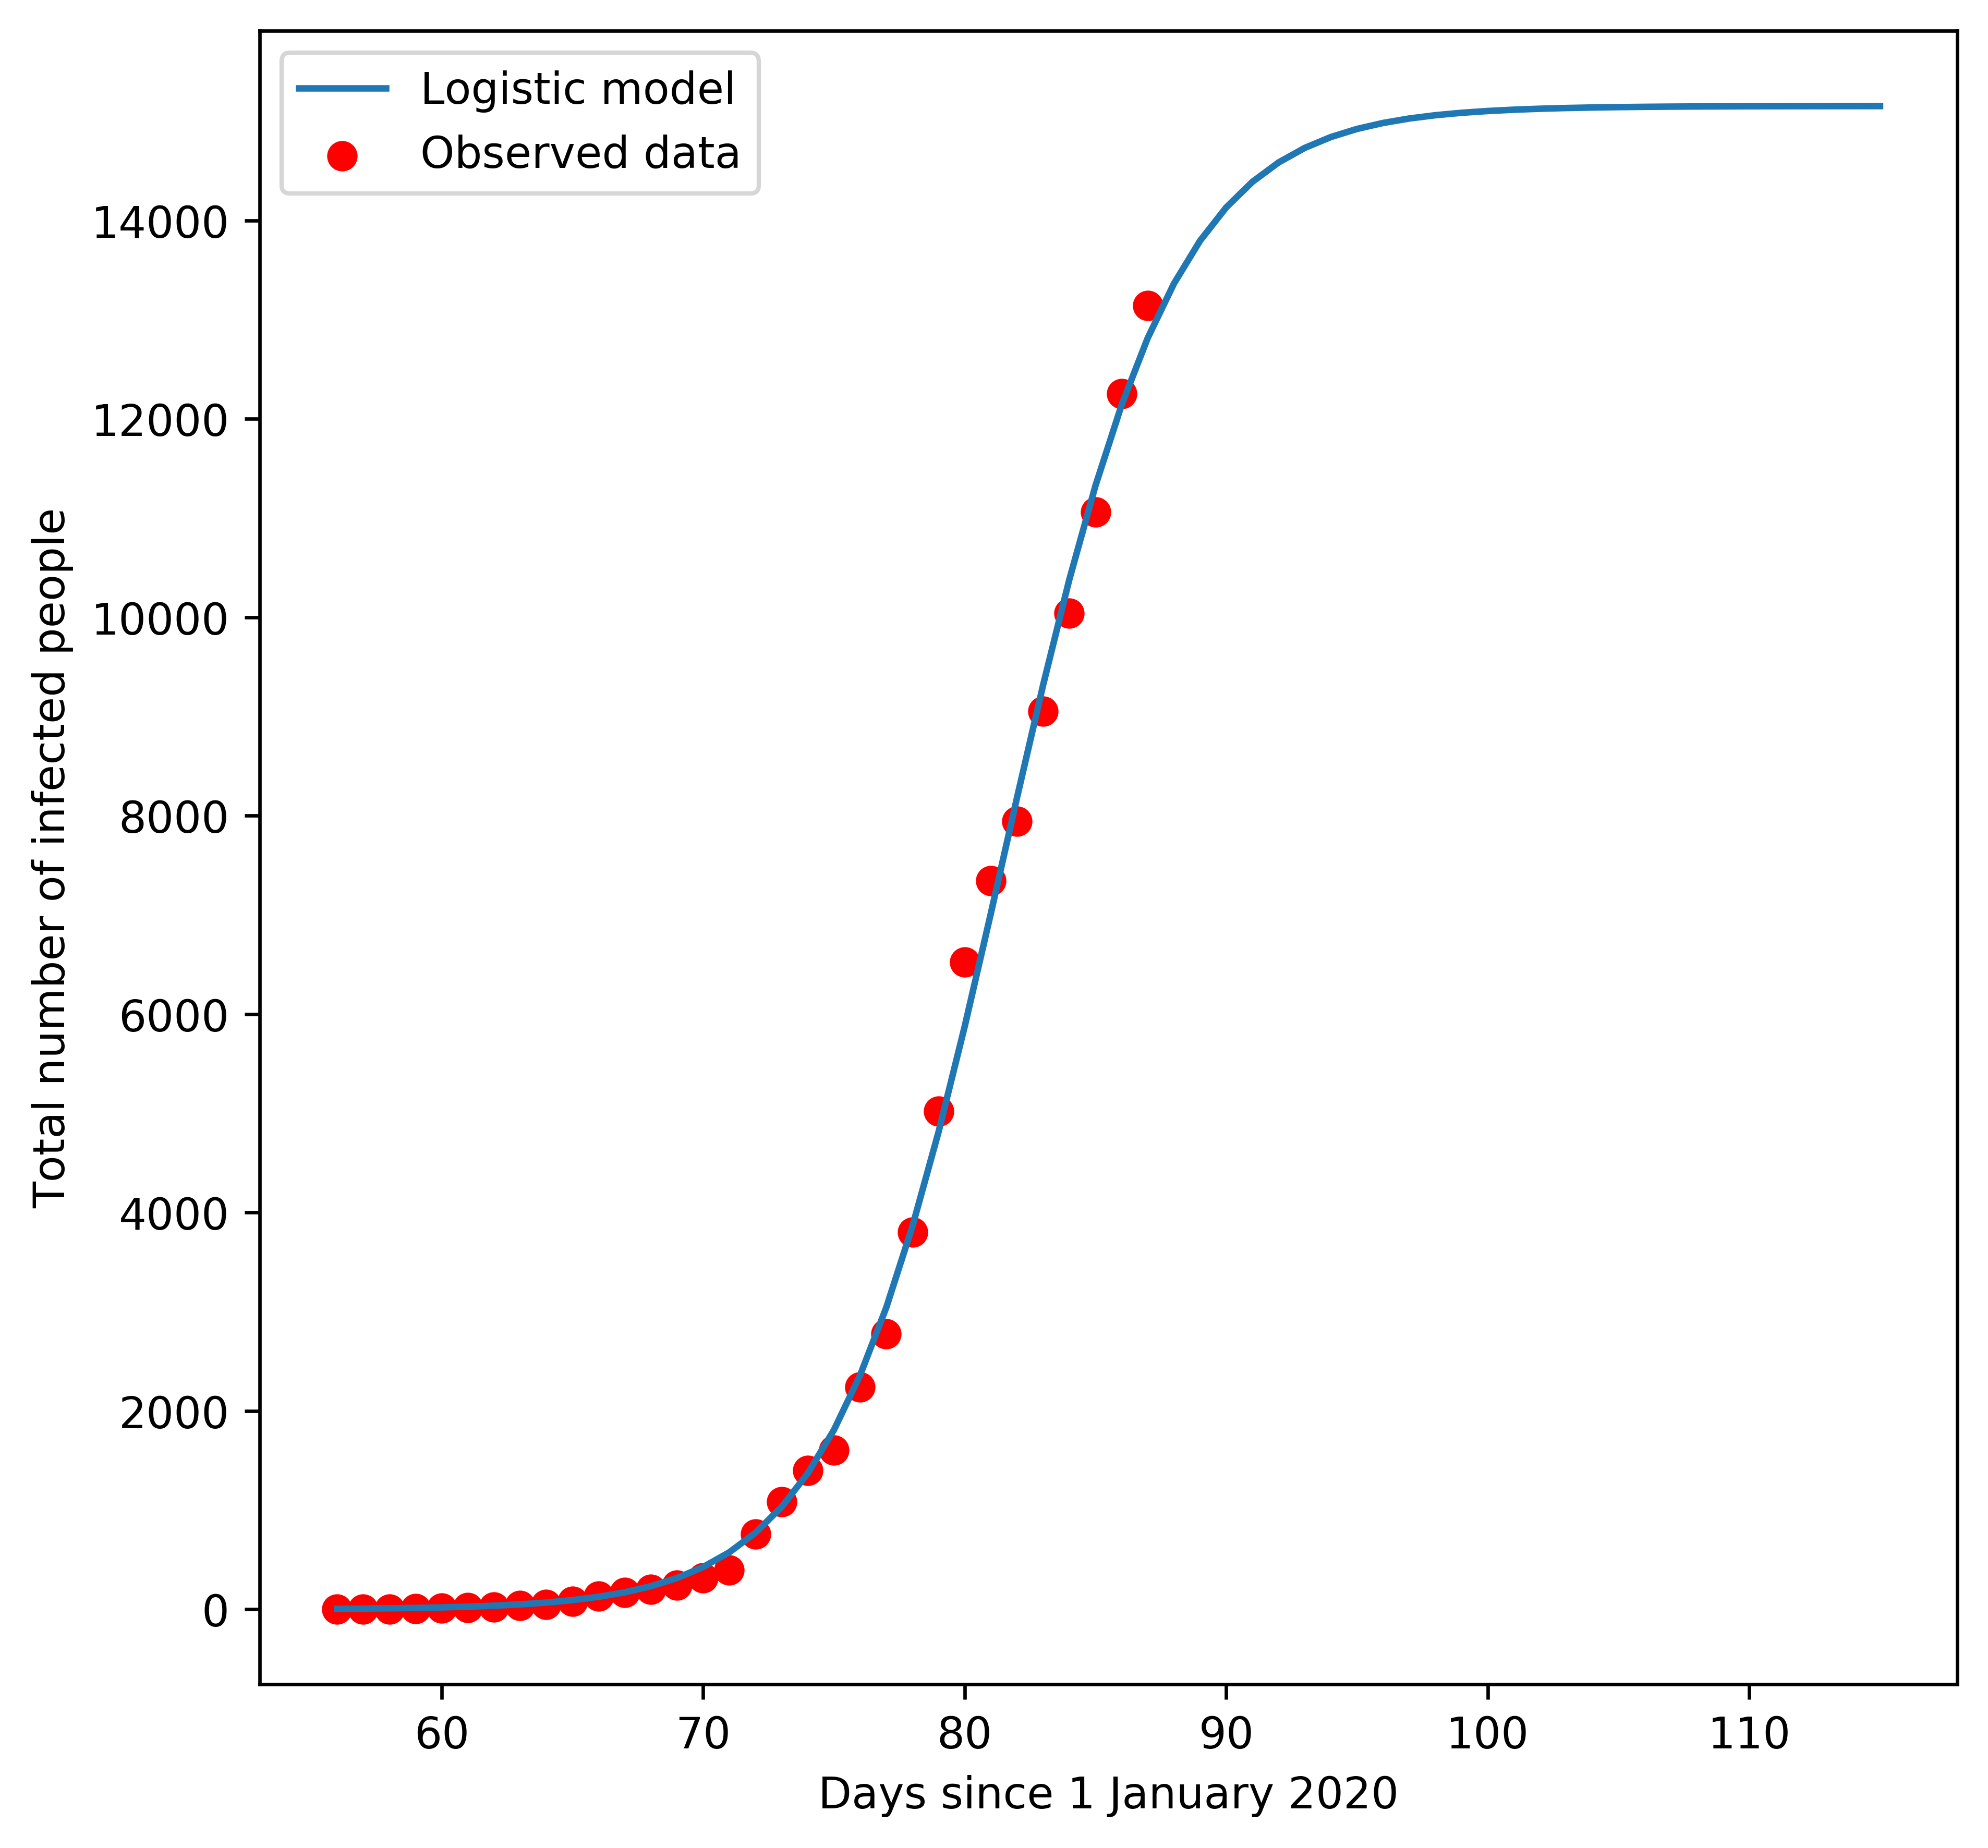 Logistic model
Observed data
14000
12000
10000
8000
6000
4000
2000
0
Total number of infected people
60 70 80 90 100 110
Days since 1 January 2020